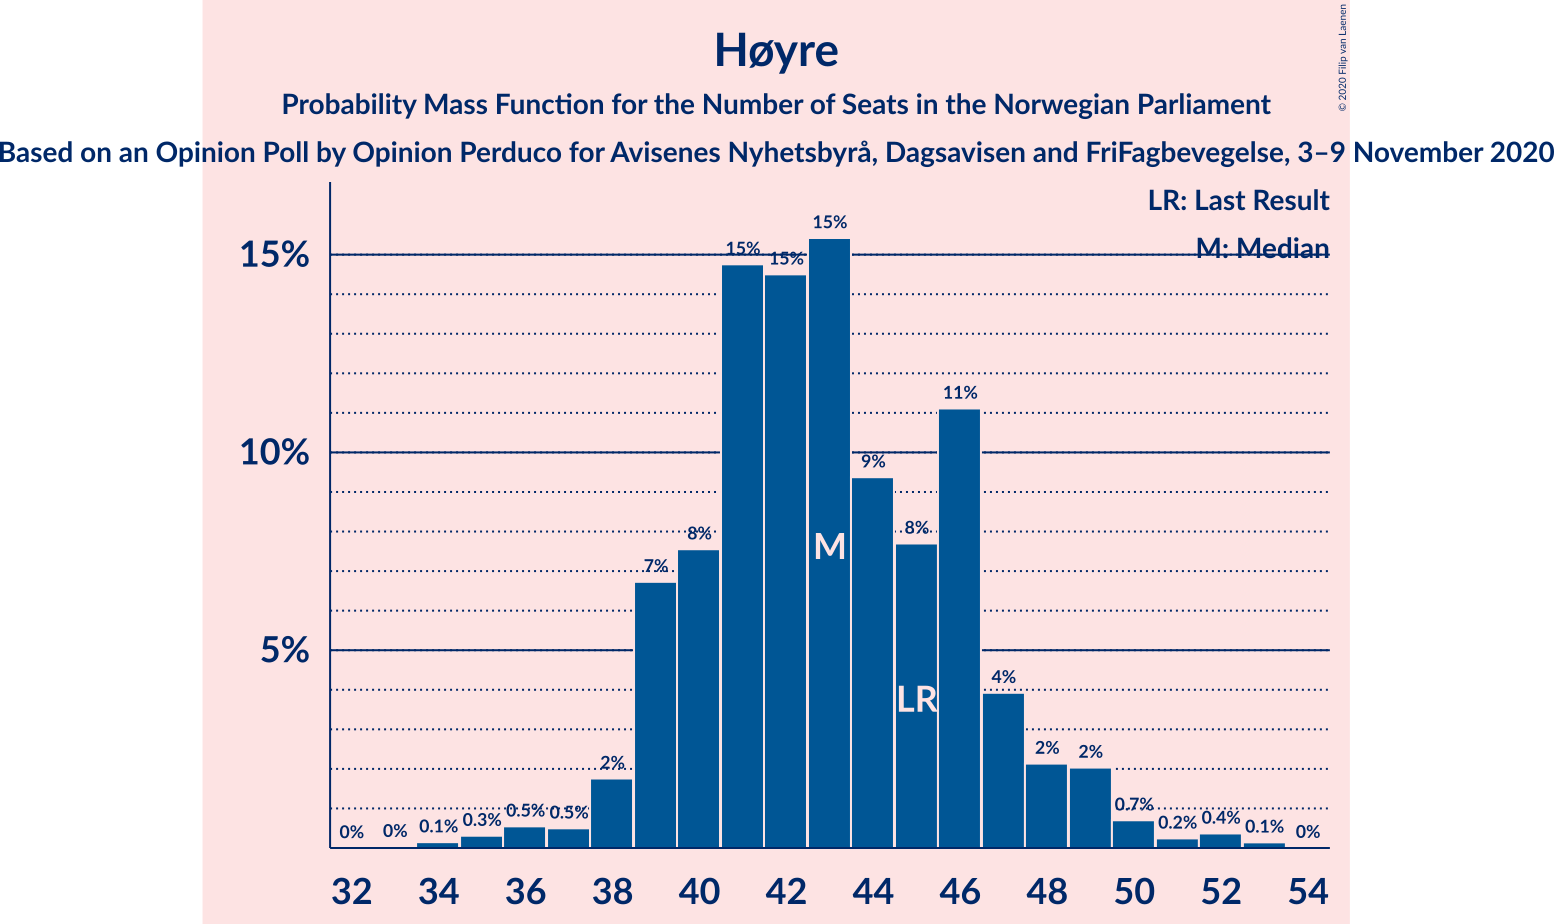 Høyre
© 2020 Filip van Laenen
Probability Mass Function for the Number of Seats in the Norwegian Parliament
Based on an Opinion Poll by Opinion Perduco for Avisenes Nyhetsbyrå, Dagsavisen and FriFagbevegelse, 3–9 November 2020
LR: Last Result
M: Median
15%
10%
5%
0% 0% 0.1% 0.3% 0.5% 0.5% 2% 7% 8% 15% 15% 15% 9% 8% 11% 4% 2% 2% 0.7% 0.2% 0.4% 0.1% 0%
M
LR
32 34 36 38 40 42 44 46 48 50 52 54